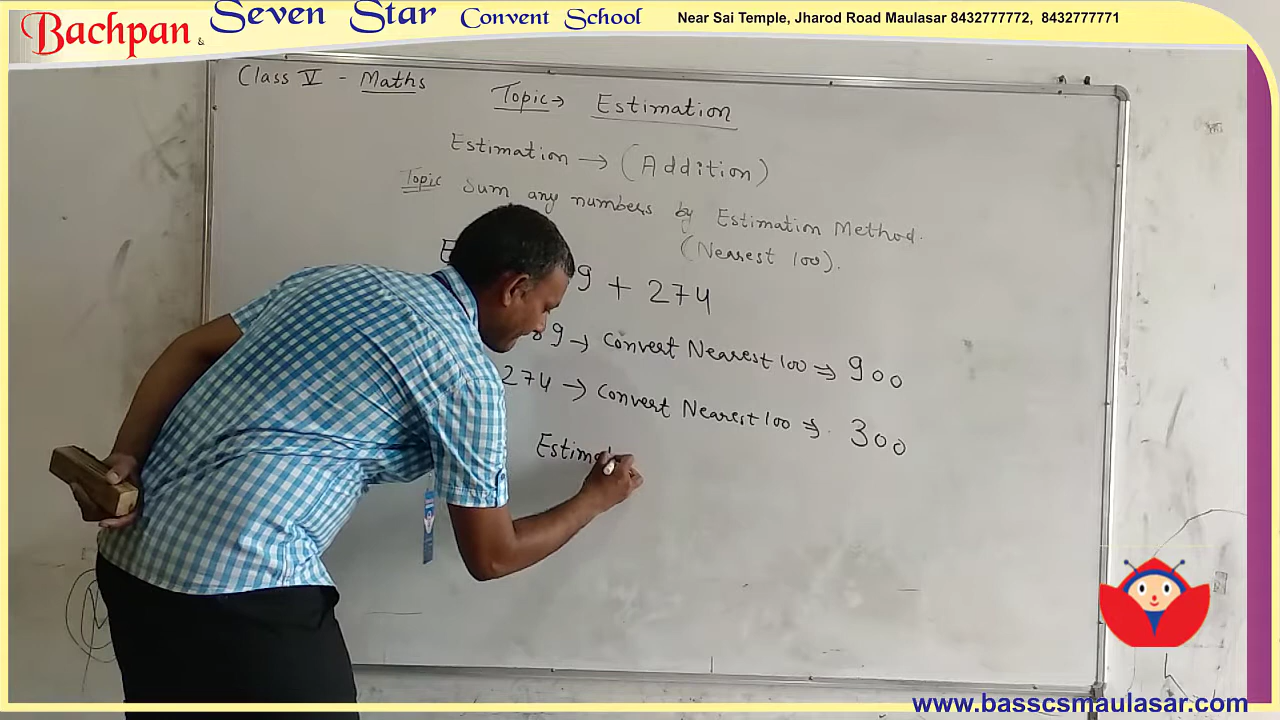 Bachpan & Seven Star Convent School Near Sai Temple, Jharod Road Maulasar 8432777772, 8432777771
Class V - Maths
Topic→ Estimation
Estimation → (Addition)
Topic Sum any numbers by Estimation Method.
(Nearest 100).
9 + 274
09 → Convert Nearest 100 ⇒ 900
274 → Convert Nearest 100 ⇒ 300
Estima
www.basscsmaulasar.com